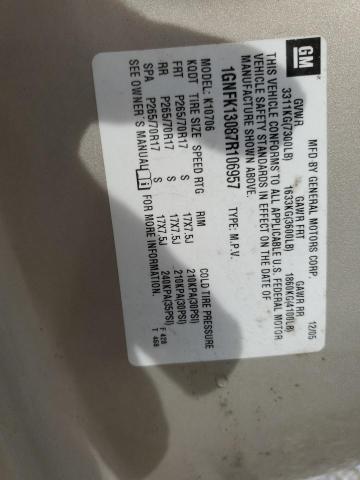 GM
MFD BY GENERAL MOTORS CORP. 12/05
GVWR GAWR FRT GAWR RR
3311KG(7300LB) 1633KG(3600LB) 1860KG(4100LB)
THIS VEHICLE CONFORMS TO ALL APPLICABLE U.S. FEDERAL MOTOR
VEHICLE SAFETY STANDARDS IN EFFECT ON THE DATE OF
MANUFACTURE SHOWN ABOVE.
1GNFK13087R106957 TYPE: M.P.V.
MODEL: K10706
KQDT TIRE SIZE SPEED RTG RIM COLD TIRE PRESSURE
FRT P265/70R17 S 17X7.5J 210KPA(30PSI)
RR P265/70R17 S 17X7.5J 210KPA(30PSI)
SPA P265/70R17 S 17X7.5J 240KPA(35PSI)
SEE OWNER'S MANUAL FOR MORE INFORMATION.
F 428
T 468